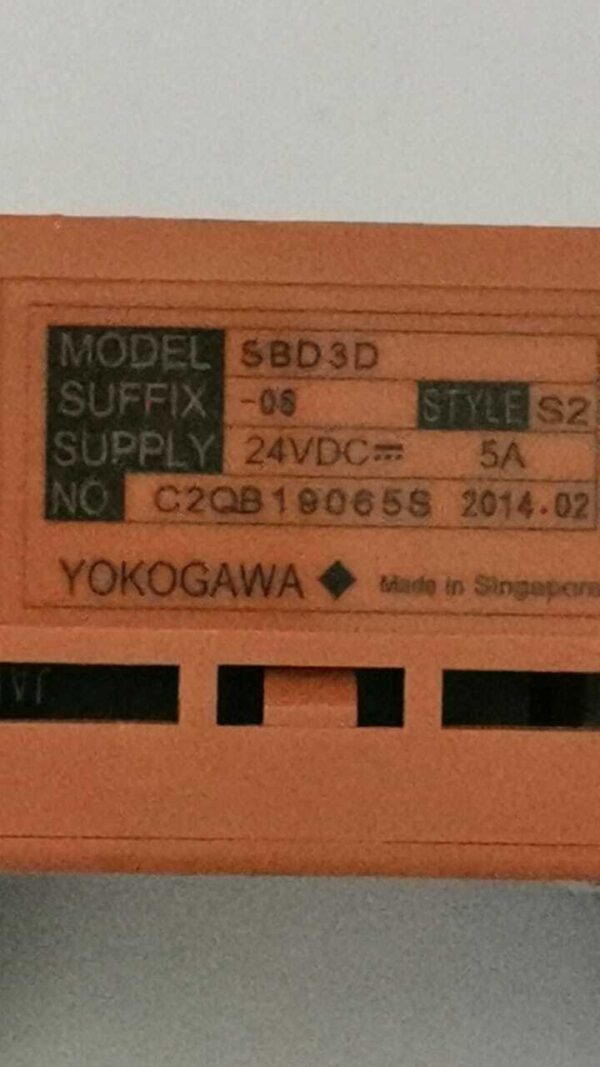 MODEL SBD3D
SUFFIX -06 STYLE S2
SUPPLY 24VDC⎓ 5A
NO C2QB19065S 2014.02
YOKOGAWA◆ Made in Singapore